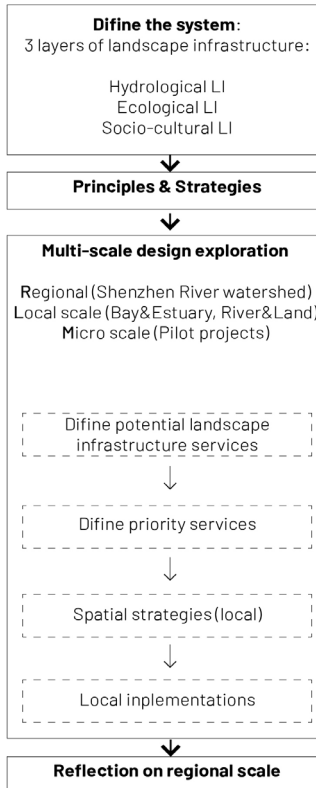 Difine the system:
3 layers of landscape infrastructure:
Hydrological LI
Ecological LI
Socio-cultural LI
Principles & Strategies
Multi-scale design exploration
Regional (Shenzhen River watershed)
Local scale (Bay&Estuary, River&Land)
Micro scale (Pilot projects)
Difine potential landscape
infrastructure services
Difine priority services
Spatial strategies (local)
Local inplementations
Reflection on regional scale